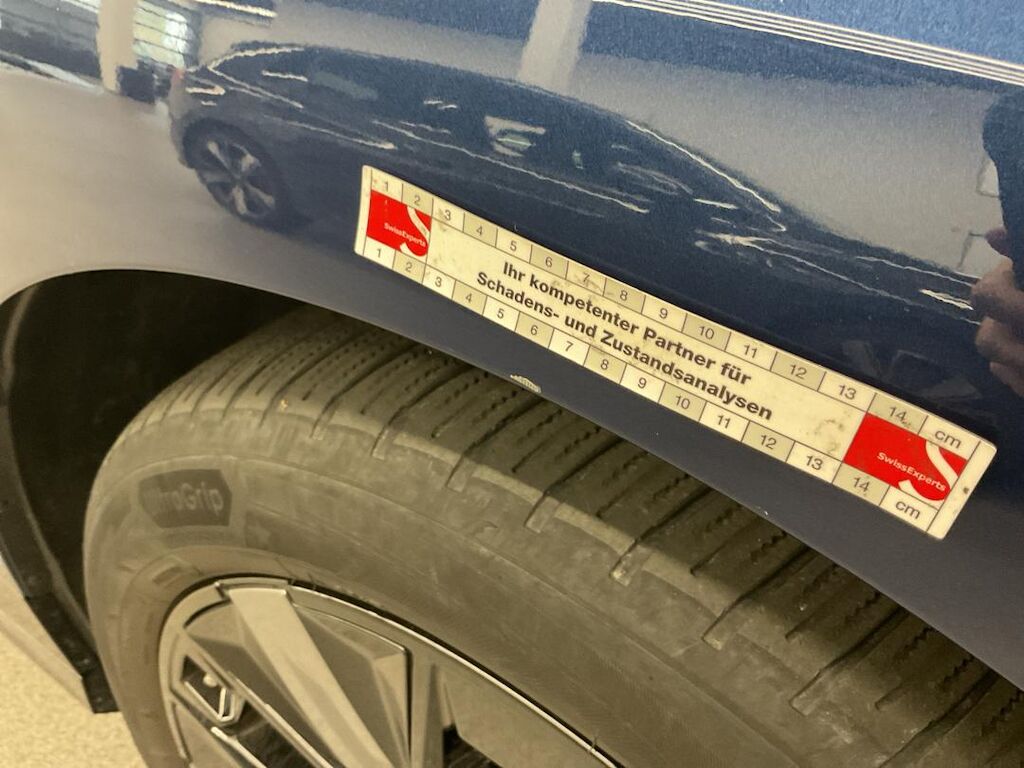 1 2 3 4 5 6 7 8 9 10 11 12 13 14 cm
SwissExperts
Ihr kompetenter Partner für
Schadens- und Zustandsanalysen
SwissExperts
1 2 3 4 5 6 7 8 9 10 11 12 13 14 cm